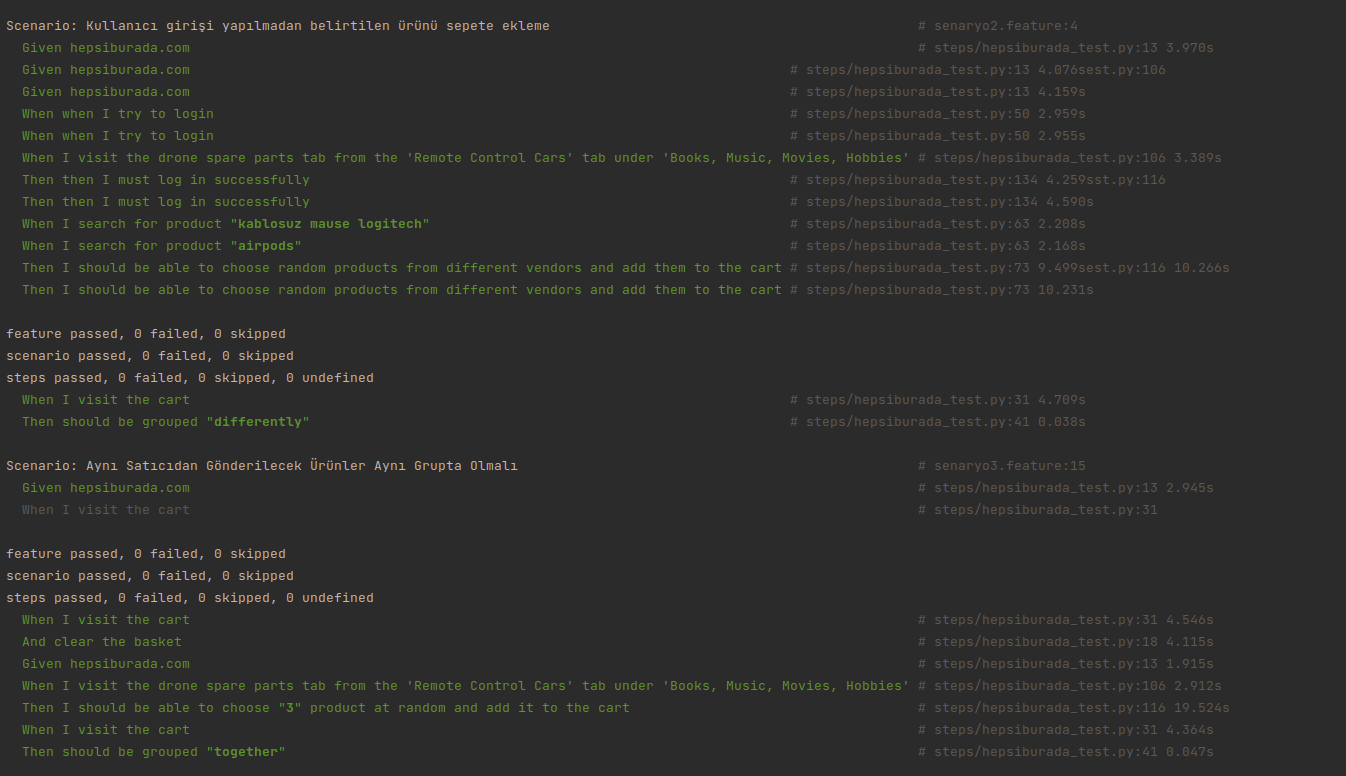 Scenario: Kullanıcı girişi yapılmadan belirtilen ürünü sepete ekleme # senaryo2.feature:4
Given hepsiburada.com # steps/hepsiburada_test.py:13 3.970s
Given hepsiburada.com # steps/hepsiburada_test.py:13 4.076sest.py:106
Given hepsiburada.com # steps/hepsiburada_test.py:13 4.159s
When when I try to login # steps/hepsiburada_test.py:50 2.959s
When when I try to login # steps/hepsiburada_test.py:50 2.955s
When I visit the drone spare parts tab from the 'Remote Control Cars' tab under 'Books, Music, Movies, Hobbies' # steps/hepsiburada_test.py:106 3.389s
Then then I must log in successfully # steps/hepsiburada_test.py:134 4.259sst.py:116
Then then I must log in successfully # steps/hepsiburada_test.py:134 4.590s
When I search for product "kablosuz mause logitech" # steps/hepsiburada_test.py:63 2.208s
When I search for product "airpods" # steps/hepsiburada_test.py:63 2.168s
Then I should be able to choose random products from different vendors and add them to the cart # steps/hepsiburada_test.py:73 9.499sest.py:116 10.266s
Then I should be able to choose random products from different vendors and add them to the cart # steps/hepsiburada_test.py:73 10.231s
feature passed, 0 failed, 0 skipped
scenario passed, 0 failed, 0 skipped
steps passed, 0 failed, 0 skipped, 0 undefined
When I visit the cart # steps/hepsiburada_test.py:31 4.709s
Then should be grouped "differently" # steps/hepsiburada_test.py:41 0.038s
Scenario: Aynı Satıcıdan Gönderilecek Ürünler Aynı Grupta Olmalı # senaryo3.feature:15
Given hepsiburada.com # steps/hepsiburada_test.py:13 2.945s
When I visit the cart # steps/hepsiburada_test.py:31
feature passed, 0 failed, 0 skipped
scenario passed, 0 failed, 0 skipped
steps passed, 0 failed, 0 skipped, 0 undefined
When I visit the cart # steps/hepsiburada_test.py:31 4.546s
And clear the basket # steps/hepsiburada_test.py:18 4.115s
Given hepsiburada.com # steps/hepsiburada_test.py:13 1.915s
When I visit the drone spare parts tab from the 'Remote Control Cars' tab under 'Books, Music, Movies, Hobbies' # steps/hepsiburada_test.py:106 2.912s
Then I should be able to choose "3" product at random and add it to the cart # steps/hepsiburada_test.py:116 19.524s
When I visit the cart # steps/hepsiburada_test.py:31 4.364s
Then should be grouped "together" # steps/hepsiburada_test.py:41 0.047s